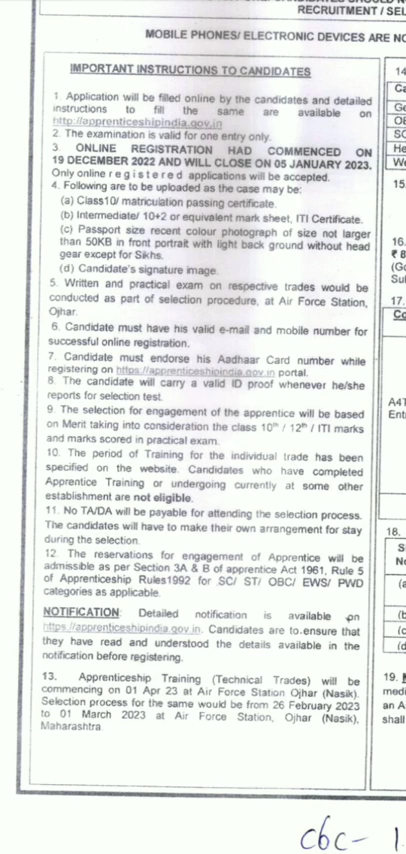 RECRUITMENT / SEL
MOBILE PHONES/ ELECTRONIC DEVICES ARE NO
IMPORTANT INSTRUCTIONS TO CANDIDATES
1. Application will be filled online by the candidates and detailed
instructions to fill the same are available on
http://apprenticeshipindia.gov.in
2. The examination is valid for one entry only.
3. ONLINE REGISTRATION HAD COMMENCED ON
19 DECEMBER 2022 AND WILL CLOSE ON 05 JANUARY 2023.
Only online registered applications will be accepted.
4. Following are to be uploaded as the case may be:
(a) Class10/ matriculation passing certificate.
(b) Intermediate/ 10+2 or equivalent mark sheet, ITI Certificate.
(c) Passport size recent colour photograph of size not larger
than 50KB in front portrait with light back ground without head
gear except for Sikhs.
(d) Candidate's signature image.
5. Written and practical exam on respective trades would be
conducted as part of selection procedure, at Air Force Station,
Ojhar.
6. Candidate must have his valid e-mail and mobile number for
successful online registration.
7. Candidate must endorse his Aadhaar Card number while
registering on https://apprenticeshipindia.gov.in portal.
8. The candidate will carry a valid ID proof whenever he/she
reports for selection test.
9. The selection for engagement of the apprentice will be based
on Merit taking into consideration the class 10th / 12th / ITI marks
and marks scored in practical exam.
10. The period of Training for the individual trade has been
specified on the website. Candidates who have completed
Apprentice Training or undergoing currently at some other
establishment are not eligible.
11. No TA/DA will be payable for attending the selection process.
The candidates will have to make their own arrangement for stay
during the selection.
12. The reservations for engagement of Apprentice will be
admissible as per Section 3A & B of apprentice Act 1961, Rule 5
of Apprenticeship Rules1992 for SC/ ST/ OBC/ EWS/ PWD
categories as applicable.
NOTIFICATION: Detailed notification is available on
https://apprenticeshipindia.gov.in. Candidates are to ensure that
they have read and understood the details available in the
notification before registering.
13. Apprenticeship Training (Technical Trades) will be
commencing on 01 Apr 23 at Air Force Station Ojhar (Nasik).
Selection process for the same would be from 26 February 2023
to 01 March 2023 at Air Force Station, Ojhar (Nasik),
Maharashtra
14
Ca
Ge
OB
SC
We
15.
16.
₹ 8
(Go
Sul
17.
Co
A4T
Ent
18.
S
No
(a
(b
(c
(d
19.
medi
an A
shall
cbc- 1